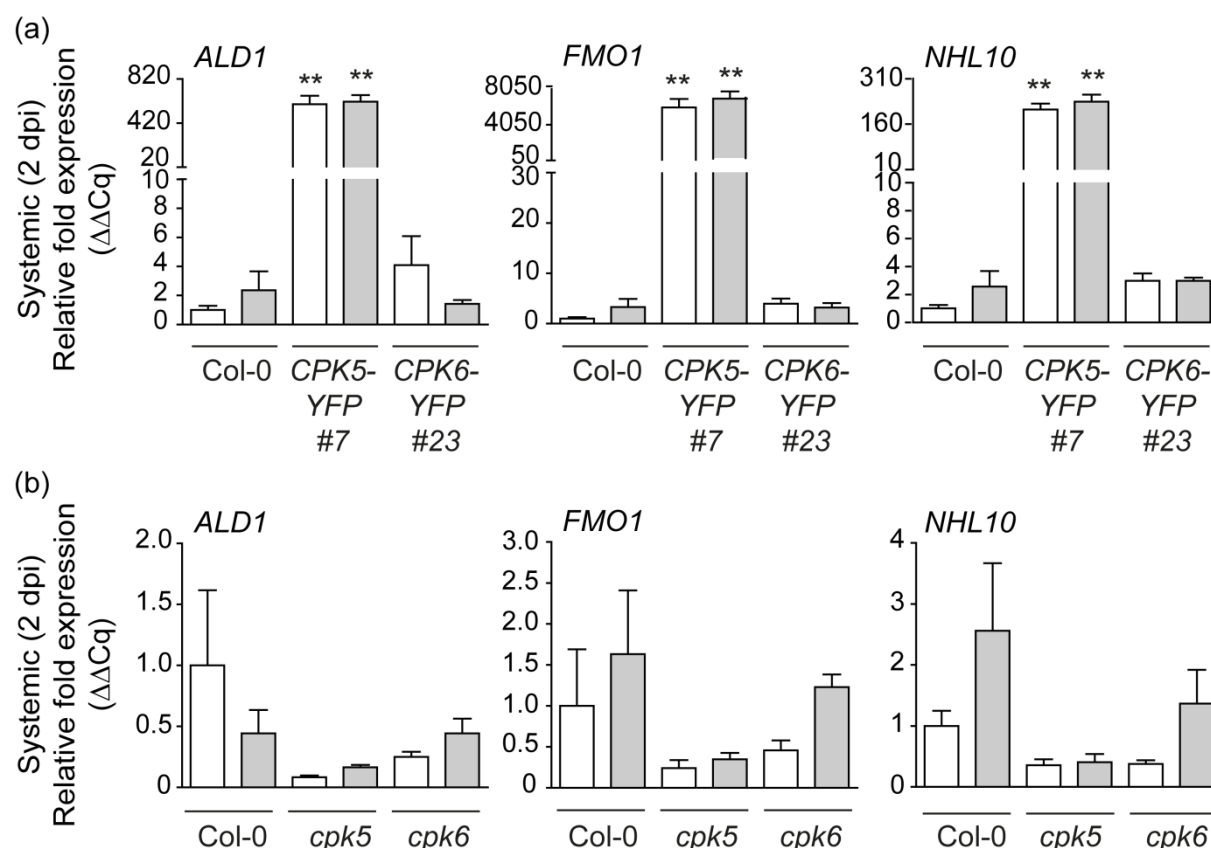 (a)
Systemic (2 dpi)
Relative fold expression
(ΔΔCq)
ALD1
820
420
20
10
8
6
4
2
0
** **
Col-0
CPK5-
YFP
#7
CPK6-
YFP
#23
FMO1
8050
4050
50
30
20
10
0
** **
Col-0
CPK5-
YFP
#7
CPK6-
YFP
#23
NHL10
310
160
10
10
8
6
4
2
0
** **
Col-0
CPK5-
YFP
#7
CPK6-
YFP
#23
(b)
Systemic (2 dpi)
Relative fold expression
(ΔΔCq)
ALD1
2.0
1.5
1.0
0.5
0
Col-0
cpk5
cpk6
FMO1
3.0
2.5
2.0
1.5
1.0
0.5
0
Col-0
cpk5
cpk6
NHL10
4
3
2
1
0
Col-0
cpk5
cpk6